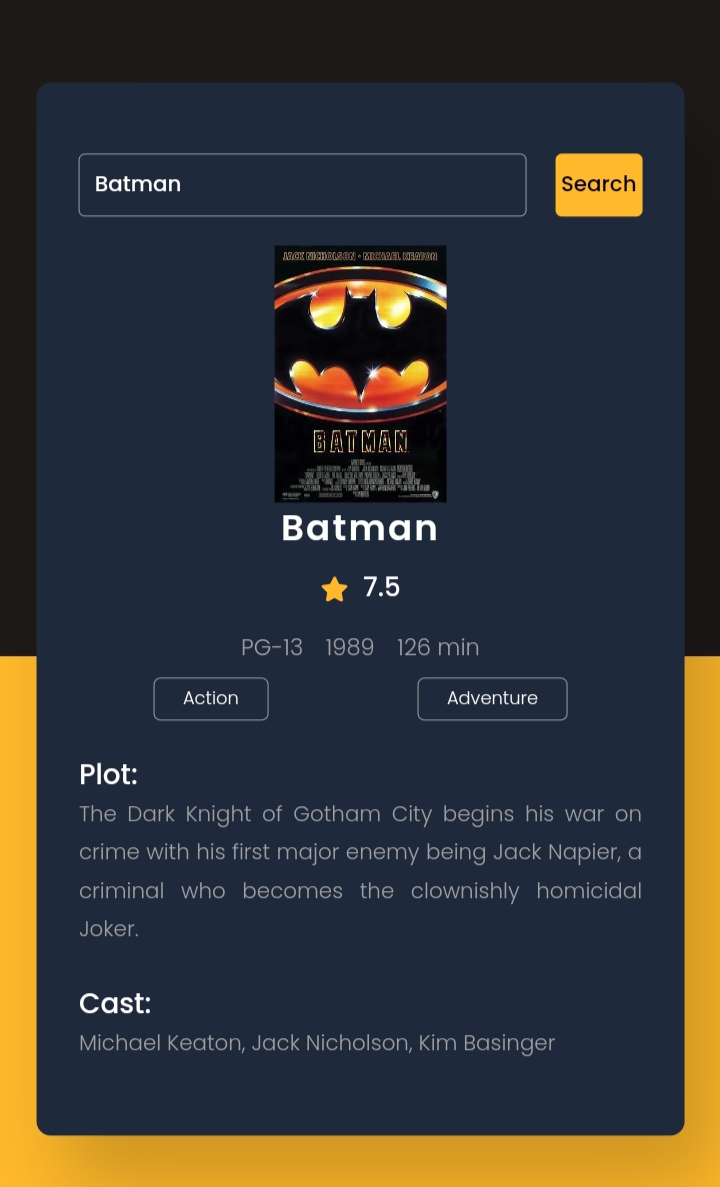 Batman
Search
JACK NICHOLSON • MICHAEL KEATON
BATMAN
Batman
7.5
PG-13 1989 126 min
Action Adventure
Plot:
The Dark Knight of Gotham City begins his war on
crime with his first major enemy being Jack Napier, a
criminal who becomes the clownishly homicidal
Joker.
Cast:
Michael Keaton, Jack Nicholson, Kim Basinger